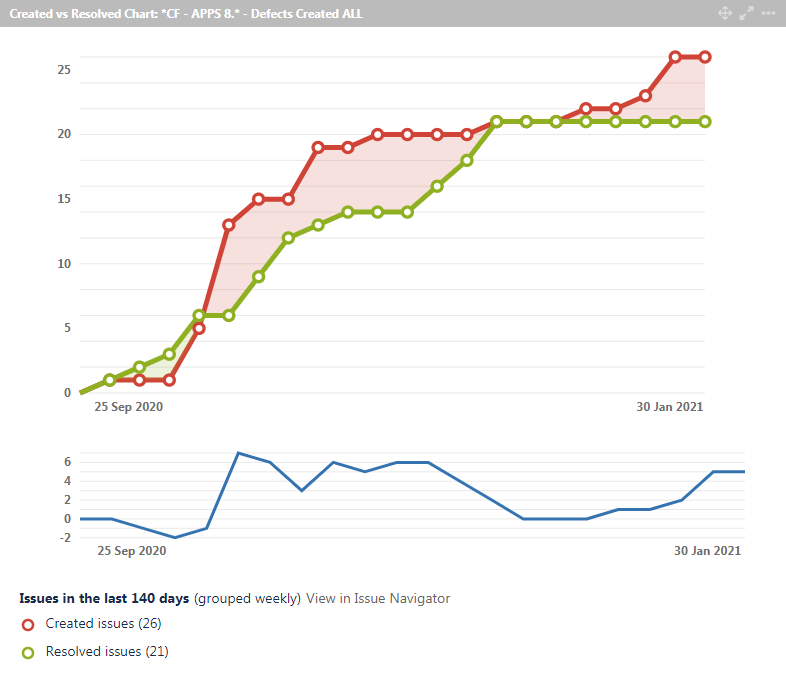 Created vs Resolved Chart: *CF - APPS 8.* - Defects Created ALL
25
20
15
10
5
0
25 Sep 2020 30 Jan 2021
6
4
2
0
-2
25 Sep 2020 30 Jan 2021
Issues in the last 140 days (grouped weekly) View in Issue Navigator
Created issues (26)
Resolved issues (21)